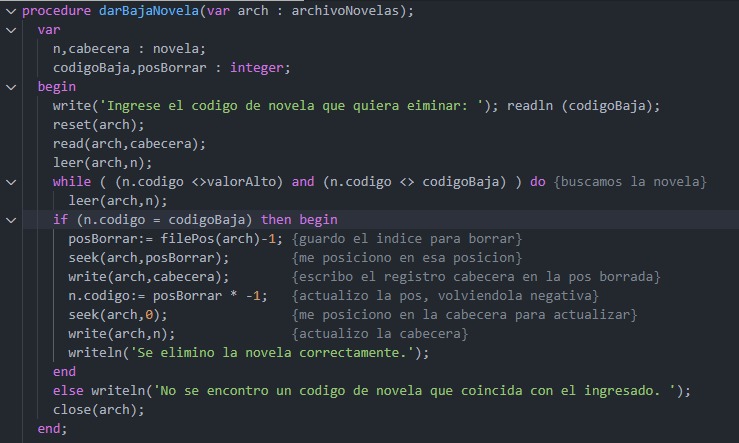 procedure darBajaNovela(var arch : archivoNovelas);
var
n,cabecera : novela;
codigoBaja,posBorrar : integer;
begin
write('Ingrese el codigo de novela que quiera eiminar: '); readln (codigoBaja);
reset(arch);
read(arch,cabecera);
leer(arch,n);
while ( (n.codigo <>valorAlto) and (n.codigo <> codigoBaja) ) do {buscamos la novela}
leer(arch,n);
if (n.codigo = codigoBaja) then begin
posBorrar:= filePos(arch)-1; {guardo el indice para borrar}
seek(arch,posBorrar); {me posiciono en esa posicion}
write(arch,cabecera); {escribo el registro cabecera en la pos borrada}
n.codigo:= posBorrar * -1; {actualizo la pos, volviendola negativa}
seek(arch,0); {me posiciono en la cabecera para actualizar}
write(arch,n); {actualizo la cabecera}
writeln('Se elimino la novela correctamente.');
end
else writeln('No se encontro un codigo de novela que coincida con el ingresado. ');
close(arch);
end;